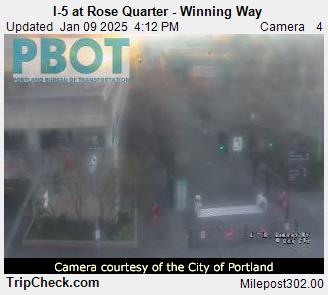 I-5 at Rose Quarter - Winning Way
Updated Jan 09 2025 4:12 PM Camera 4
PBOT
PORTLAND BUREAU OF TRANSPORTATION
Camera courtesy of the City of Portland
TripCheck.com Milepost302.00